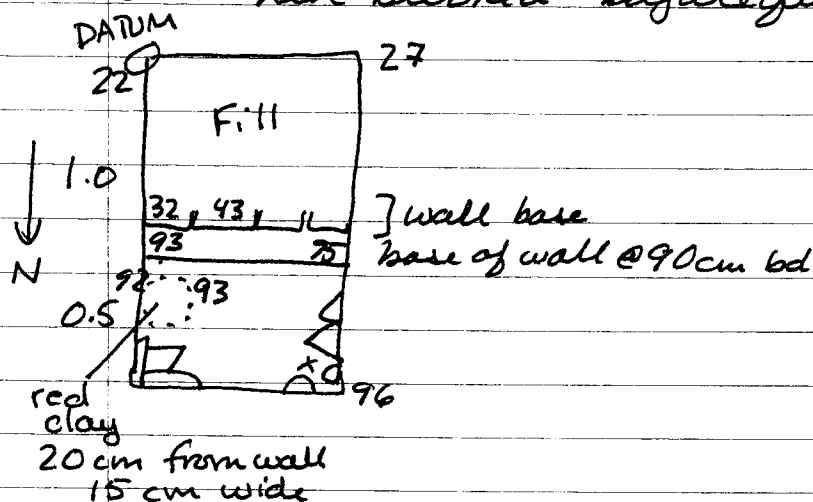 DATUM
22
27
Fill
1.0
N
32 43
] wall base
93 75
base of wall @ 90cm bd
92 93
0.5
x
96
red
clay
20 cm from wall
15 cm wide